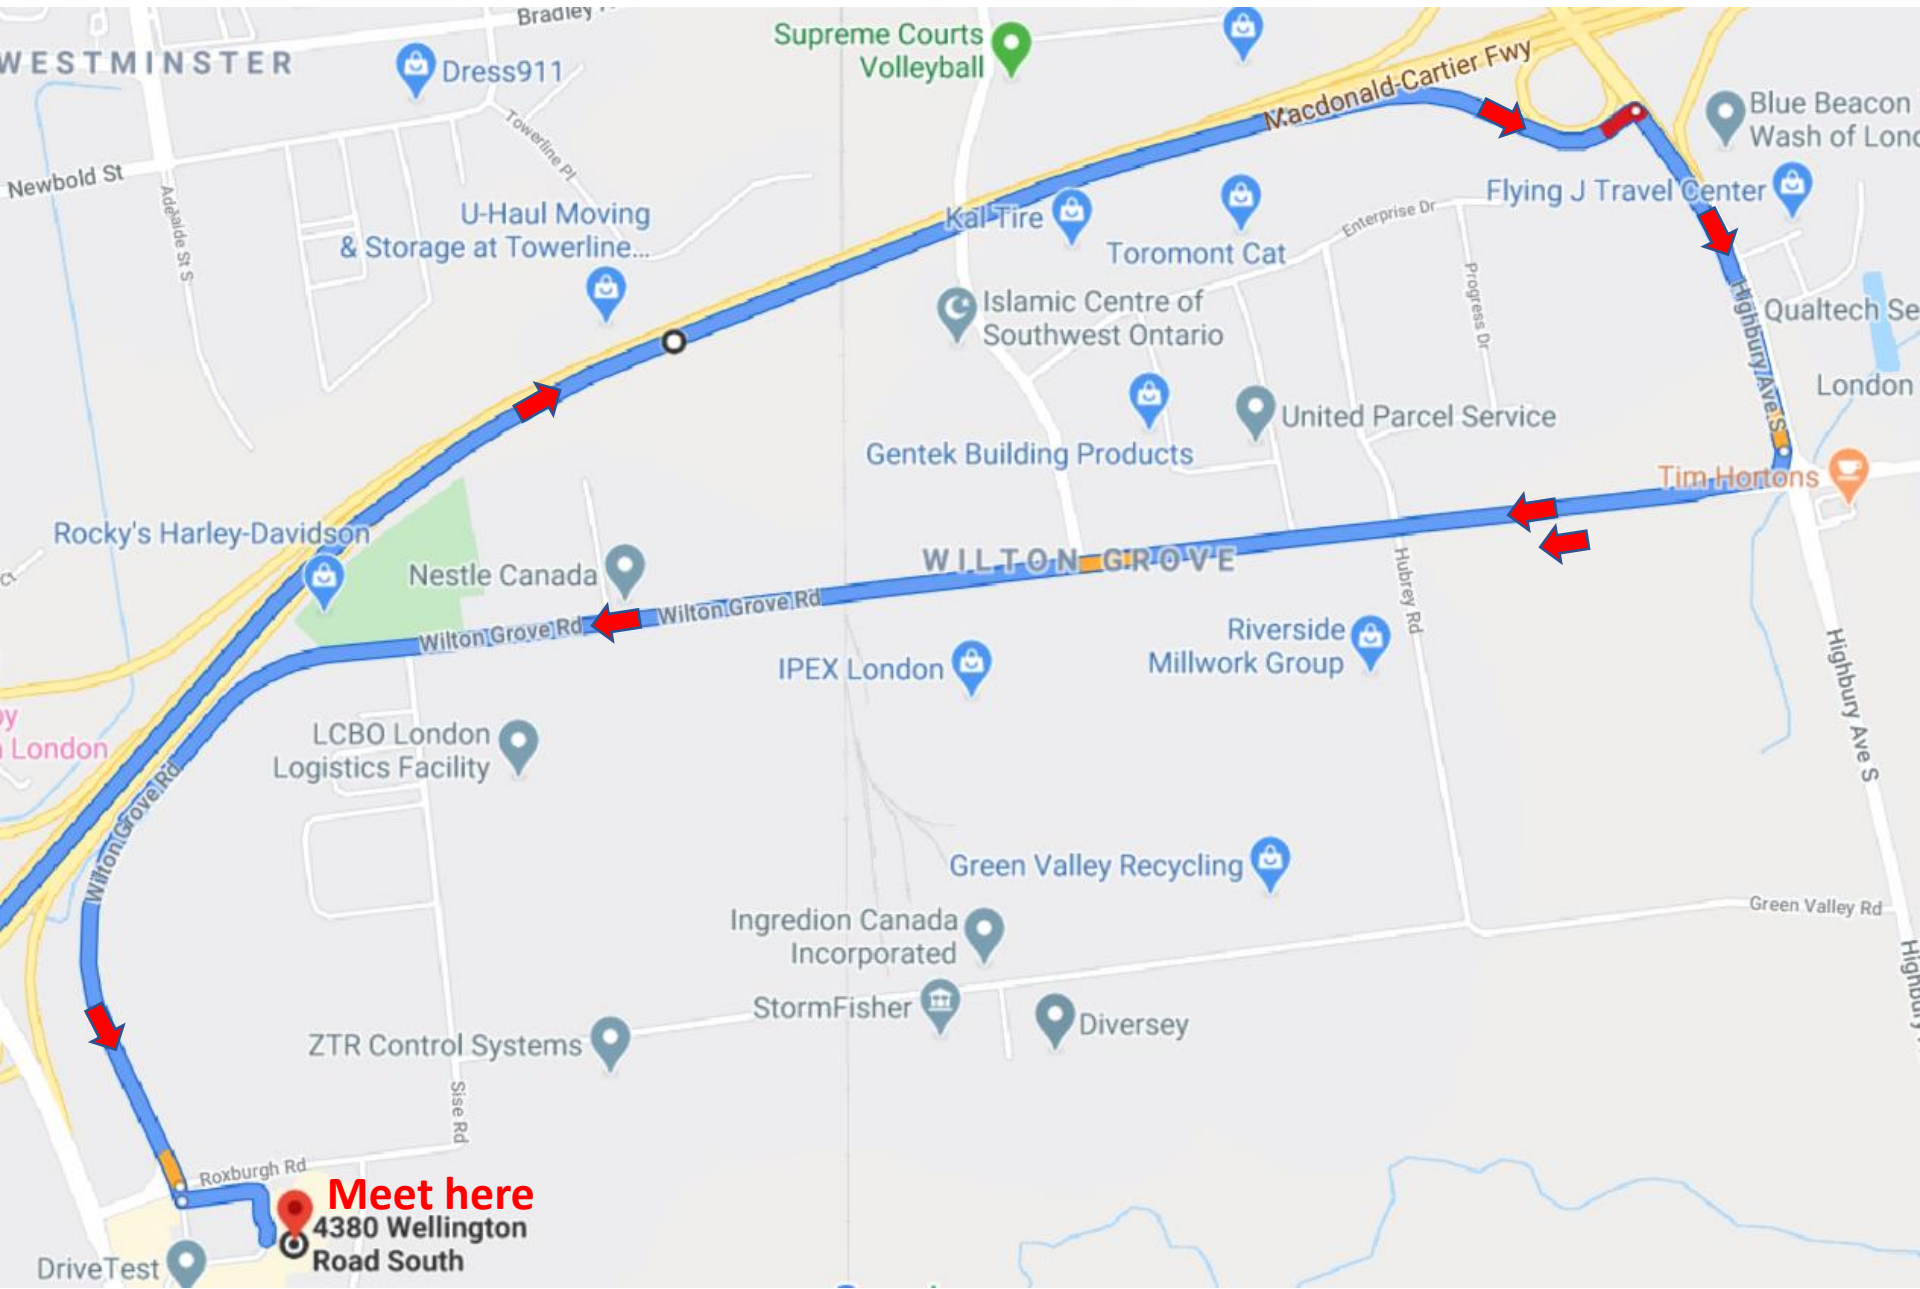 Bradley
WESTMINSTER
Dress911
Supreme Courts
Volleyball
Macdonald-Cartier Fwy
Blue Beacon
Wash of Lond
Towerline Pl
Newbold St
Adelaide St S
U-Haul Moving
& Storage at Towerline...
Kal Tire
Toromont Cat
Enterprise Dr
Flying J Travel Center
Progress Dr
Highbury Ave S
Qualtech Se
Islamic Centre of
Southwest Ontario
London
United Parcel Service
Gentek Building Products
Tim Hortons
Rocky's Harley-Davidson
Nestle Canada
WILTON GROVE
Hubrey Rd
Wilton Grove Rd
Wilton Grove Rd
Riverside
Millwork Group
IPEX London
Highbury Ave S
London
LCBO London
Logistics Facility
Wilton Grove Rd
Green Valley Recycling
Green Valley Rd
Ingredion Canada
Incorporated
StormFisher
Diversey
ZTR Control Systems
Sise Rd
Roxburgh Rd
Meet here
4380 Wellington
Road South
DriveTest